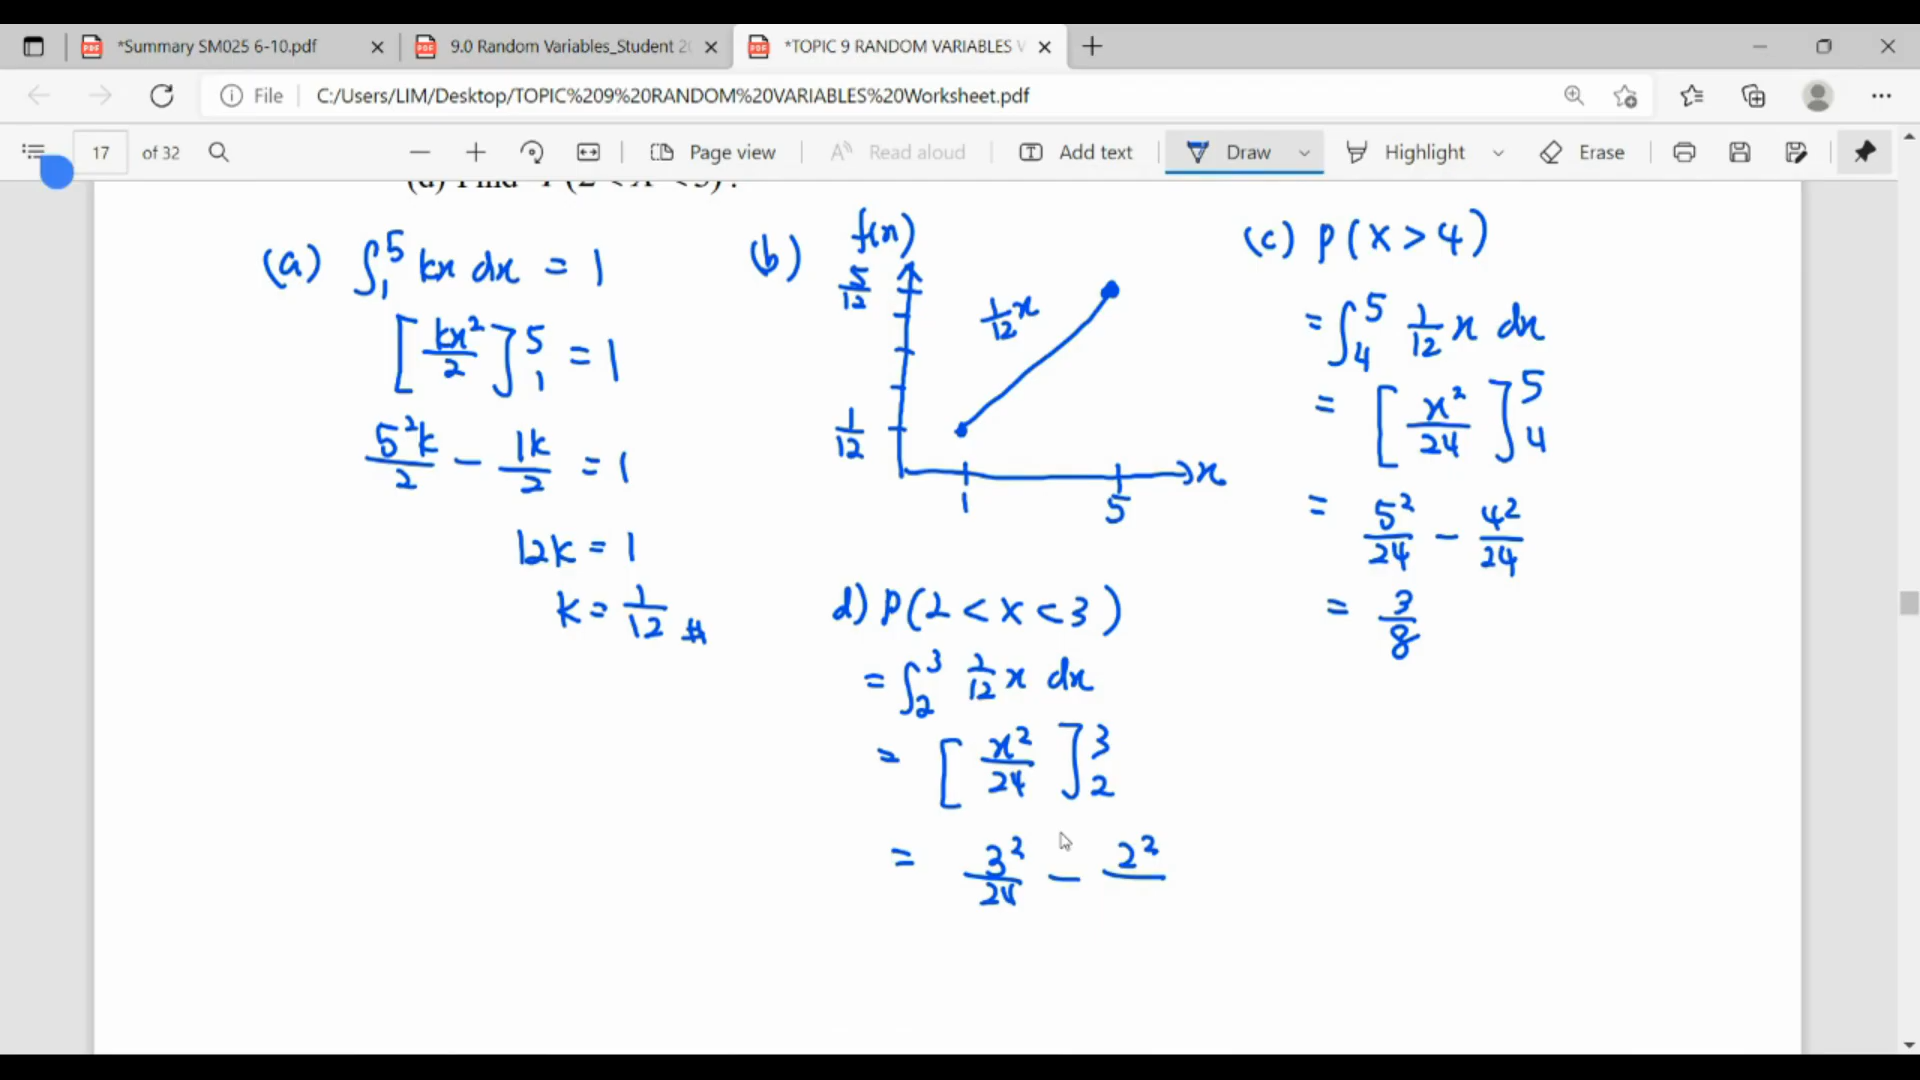 *Summary SM025 6-10.pdf
9.0 Random Variables_Student 20
*TOPIC 9 RANDOM VARIABLES V
File
C:/Users/LIM/Desktop/TOPIC%209%20RANDOM%20VARIABLES%20Worksheet.pdf
17 of 32
Page view
Read aloud
Add text
Draw
Highlight
Erase
(d) Find P(2 < X < 3).
(a) ∫₁⁵ kx dx = 1
[kx²/2]₁⁵ = 1
5²k/2 − 1k/2 = 1
12k = 1
k = 1/12 #
(b)
f(x)
5/12
1/12 x
1/12
1
5
x
(c) P(X > 4)
= ∫₄⁵ 1/12 x dx
= [x²/24]₄⁵
= 5²/24 − 4²/24
= 3/8
d) P(2 < X < 3)
= ∫₂³ 1/12 x dx
= [x²/24]₂³
= 3²/24 − 2²/